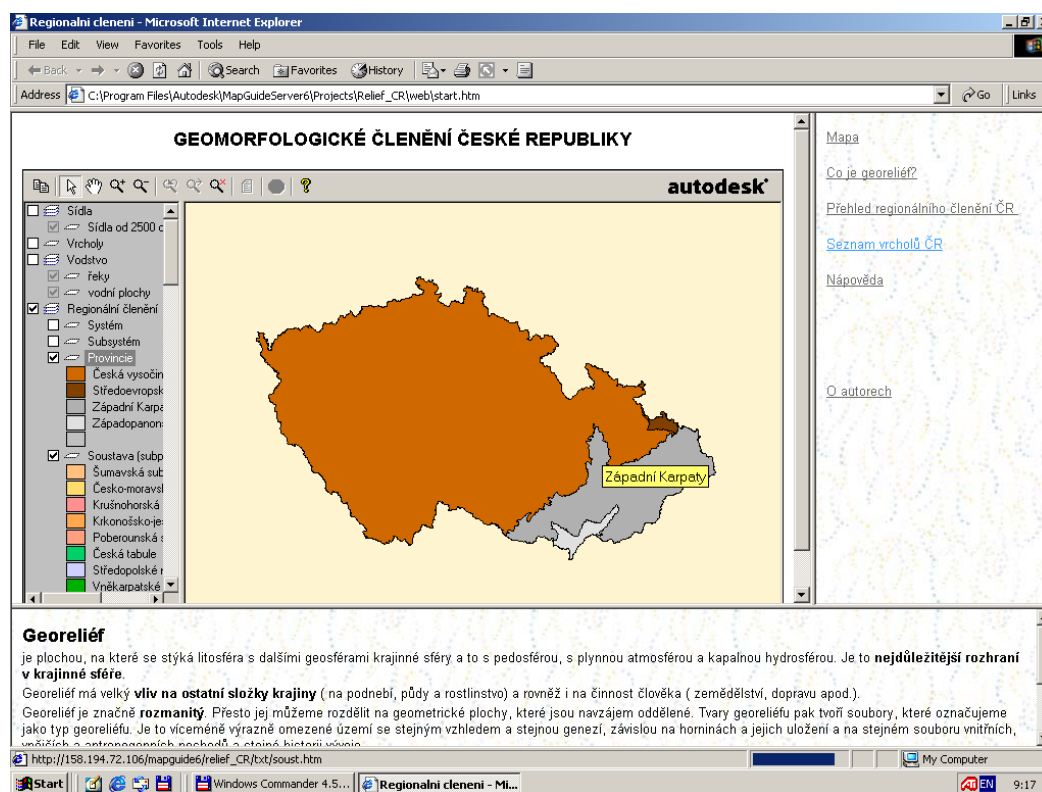 Regionalni cleneni - Microsoft Internet Explorer
File Edit View Favorites Tools Help
Back Search Favorites History
Address C:\Program Files\Autodesk\MapGuideServer6\Projects\Relief_CR\web\start.htm Go Links
GEOMORFOLOGICKÉ ČLENĚNÍ ČESKÉ REPUBLIKY
autodesk
Sídla
Sídla od 2500 o
Vrcholy
Vodstvo
řeky
vodní plochy
Regionální členění
Systém
Subsystém
Provincie
Česká vysočin
Středoevropsk
Západní Karpa
Západopanon
Soustava (subp
Šumavská sub
Česko-moravsk
Krušnohorská
Krkonošsko-je
Poberounská s
Česká tabule
Středopolské
Vněkarpatské
Západní Karpaty
Mapa
Co je georeliéf?
Přehled regionálního členění ČR
Seznam vrcholů ČR
Nápověda
O autorech
Georeliéf
je plochou, na které se stýká litosféra s dalšími geosférami krajinné sféry a to s pedosférou, s plynnou atmosférou a kapalnou hydrosférou. Je to nejdůležitější rozhraní
v krajinné sféře.
Georeliéf má velký vliv na ostatní složky krajiny ( na podnebí, půdy a rostlinstvo) a rovněž i na činnost člověka ( zemědělství, dopravu apod.).
Georeliéf je značně rozmanitý. Přesto jej můžeme rozdělit na geometrické plochy, které jsou navzájem oddělené. Tvary georeliéfu pak tvoří soubory, které označujeme
jako typ georeliéfu. Je to víceméně výrazně omezené území se stejným vzhledem a stejnou genezí, závislou na horninách a jejich uložení a na stejném souboru vnitřních,
vnějších a antropogenních pochodů a stejné historii vývoje
http://158.194.72.106/mapguide6/relief_CR/txt/soust.htm My Computer
Start Windows Commander 4.5... Regionalni cleneni - Mi... EN 9:17